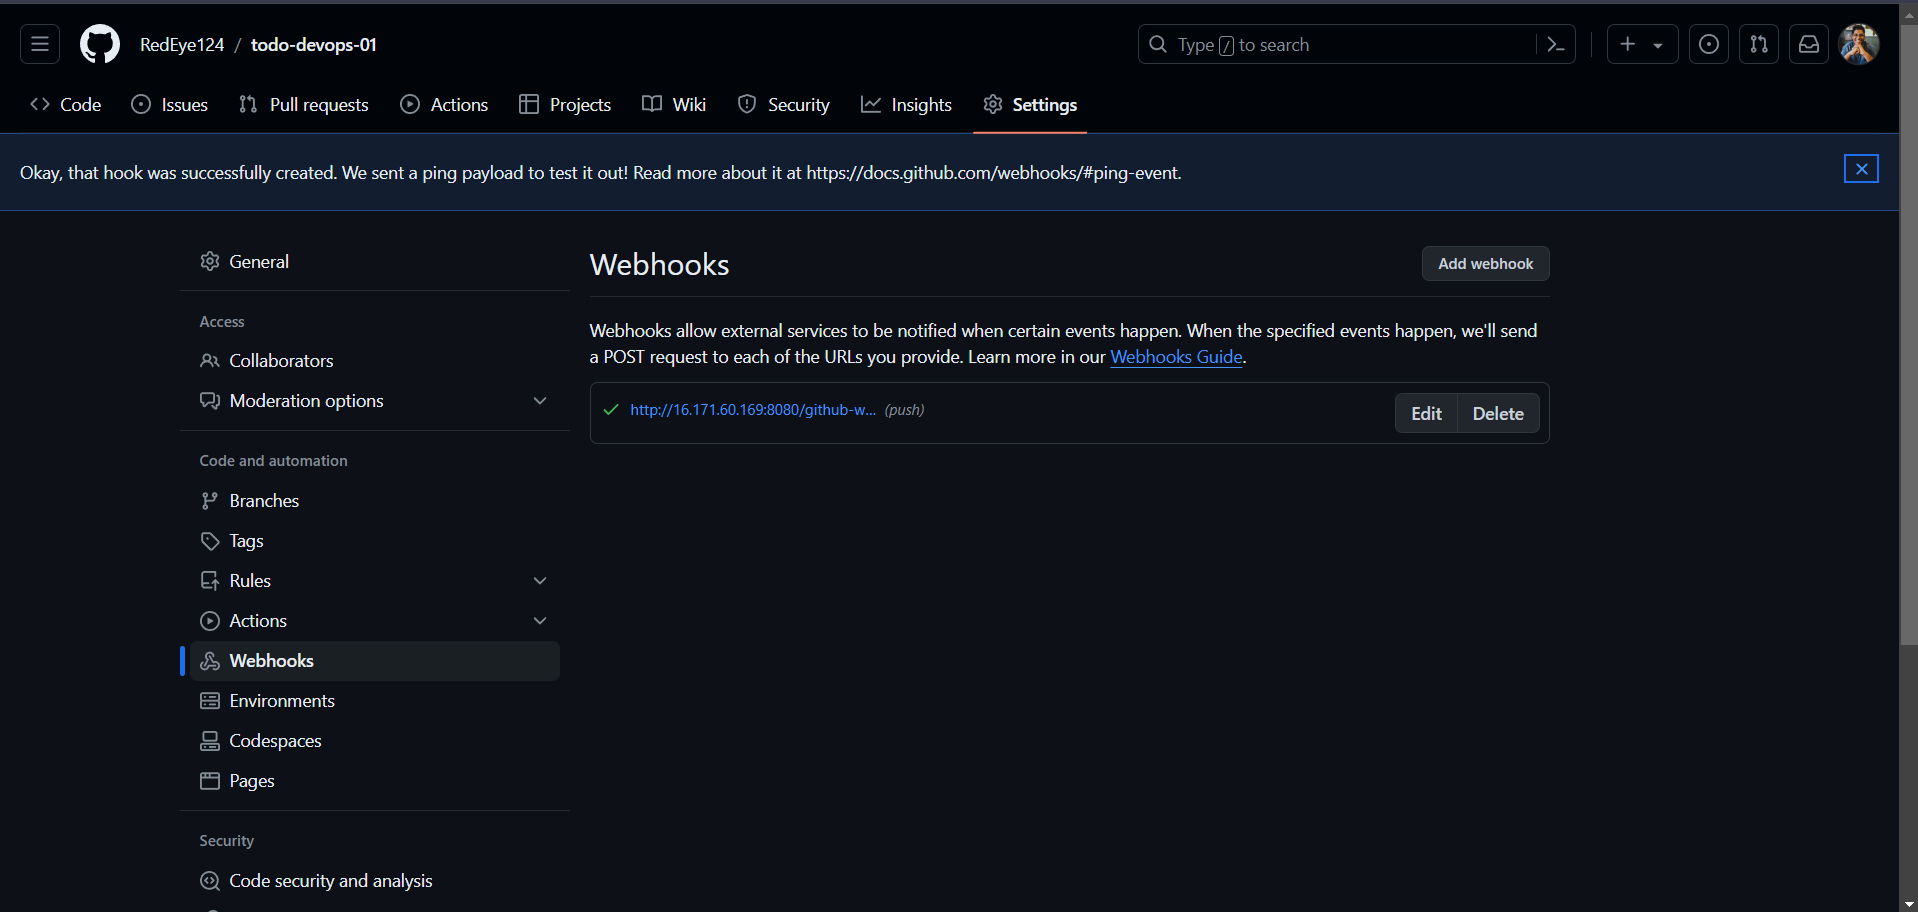 RedEye124 / todo-devops-01
Type / to search
Code
Issues
Pull requests
Actions
Projects
Wiki
Security
Insights
Settings
Okay, that hook was successfully created. We sent a ping payload to test it out! Read more about it at https://docs.github.com/webhooks/#ping-event.
General
Access
Collaborators
Moderation options
Code and automation
Branches
Tags
Rules
Actions
Webhooks
Environments
Codespaces
Pages
Security
Code security and analysis
Webhooks
Add webhook
Webhooks allow external services to be notified when certain events happen. When the specified events happen, we'll send
a POST request to each of the URLs you provide. Learn more in our Webhooks Guide.
http://16.171.60.169:8080/github-w... (push)
Edit
Delete